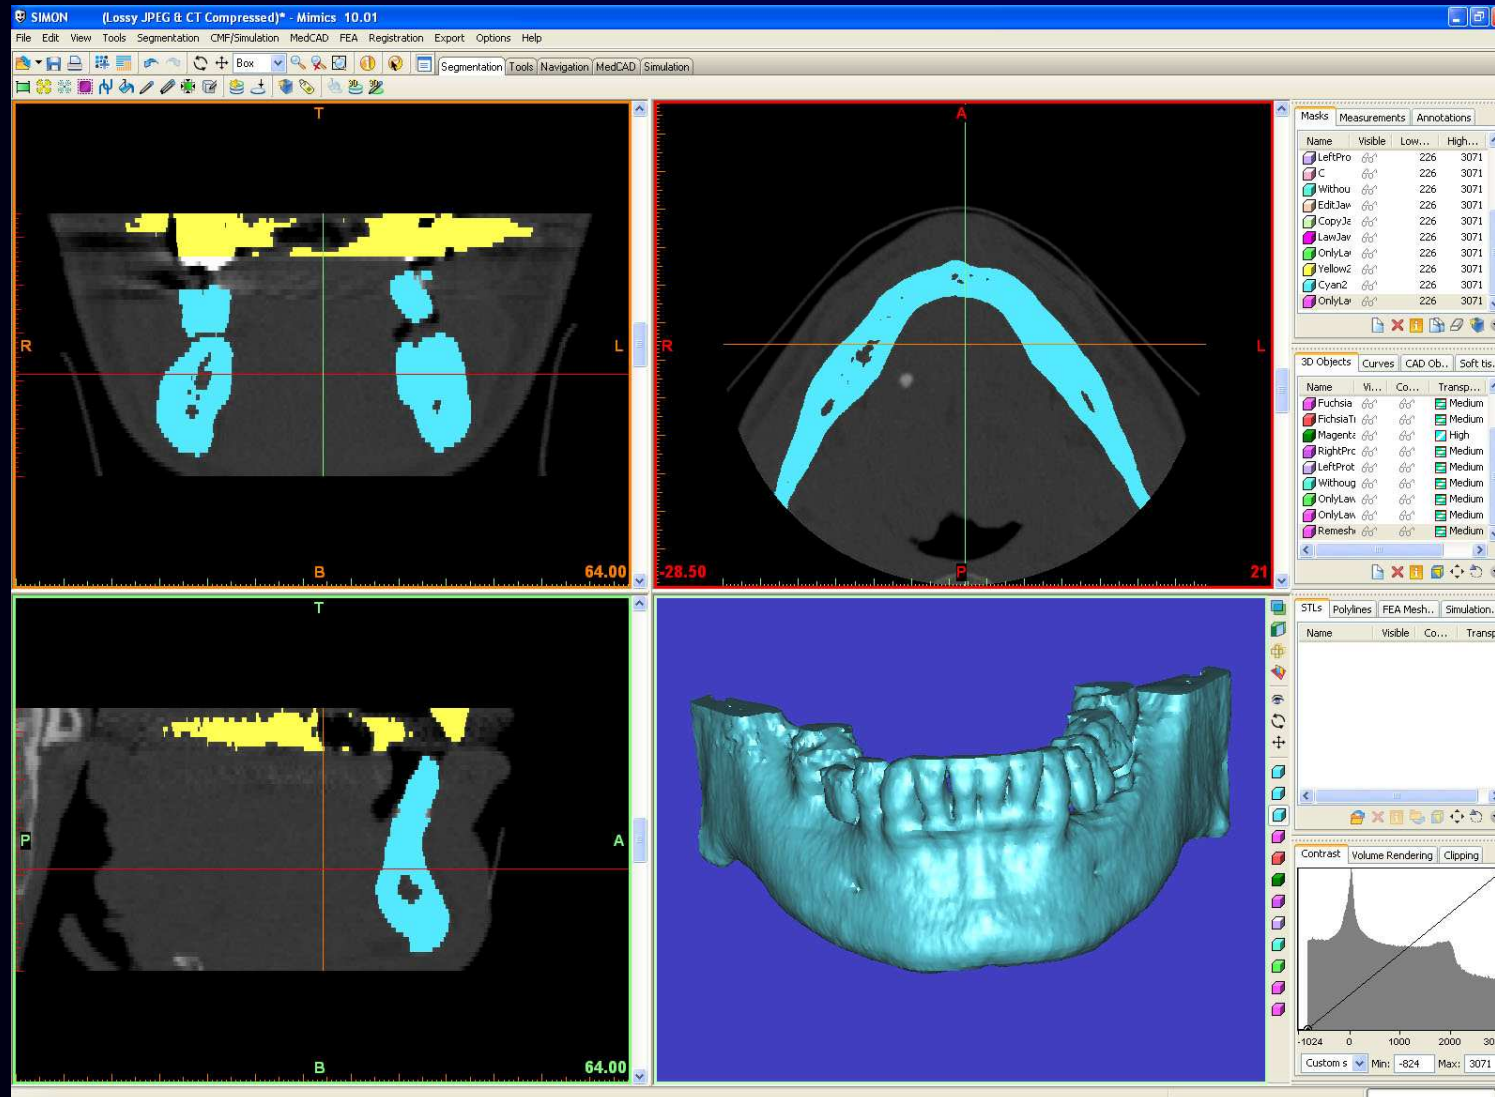 SIMON (Lossy JPEG & CT Compressed)* - Mimics 10.01
File Edit View Tools Segmentation CMF/Simulation MedCAD FEA Registration Export Options Help
Box Segmentation Tools Navigation MedCAD Simulation
T
R
L
B
64.00
A
R
L
-28.50
P
21
T
P
A
B
64.00
Masks Measurements Annotations
Name Visible Low... High...
LeftPro 226 3071
C 226 3071
Withou 226 3071
EditJaw 226 3071
CopyJa 226 3071
LawJav 226 3071
OnlyLa 226 3071
Yellow2 226 3071
Cyan2 226 3071
OnlyLa 226 3071
3D Objects Curves CAD Ob.. Soft tis.
Name Vi... Co... Transp...
Fuchsia Medium
FichsiaTi Medium
Magenta High
RightPrc Medium
LeftProt Medium
Withoug Medium
OnlyLaw Medium
OnlyLaw Medium
Remesh Medium
STLs Polylines FEA Mesh.. Simulation.
Name Visible Co... Transp
Contrast Volume Rendering Clipping
-1024 0 1000 2000 30
Custom s Min: -824 Max: 3071